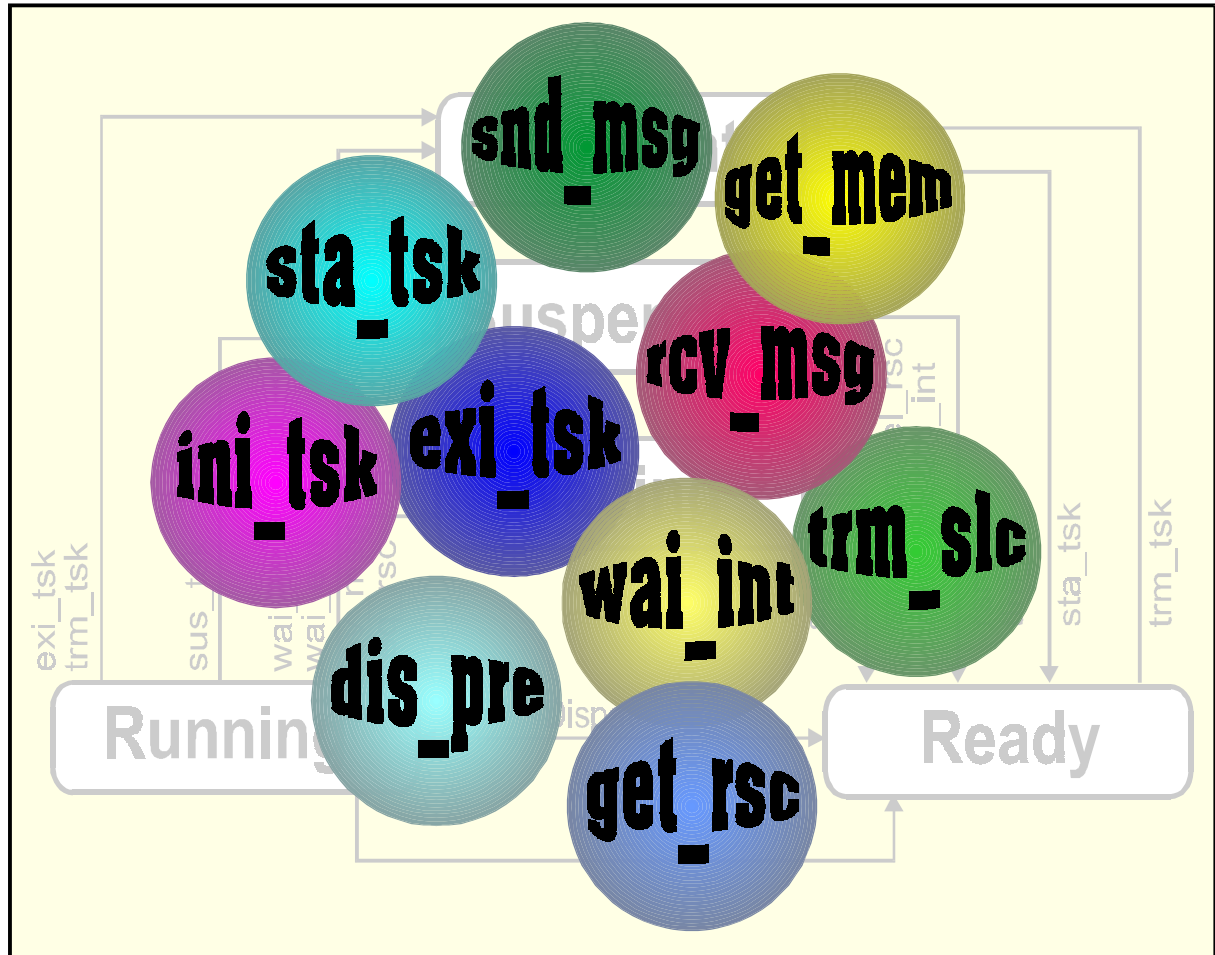 snd_msg
get_mem
sta_tsk
rcv_msg
exi_tsk
ini_tsk
trm_slc
wai_int
dis_pre
get_rsc
exi_tsk
trm_tsk
sta_tsk
trm_tsk
Running
Ready